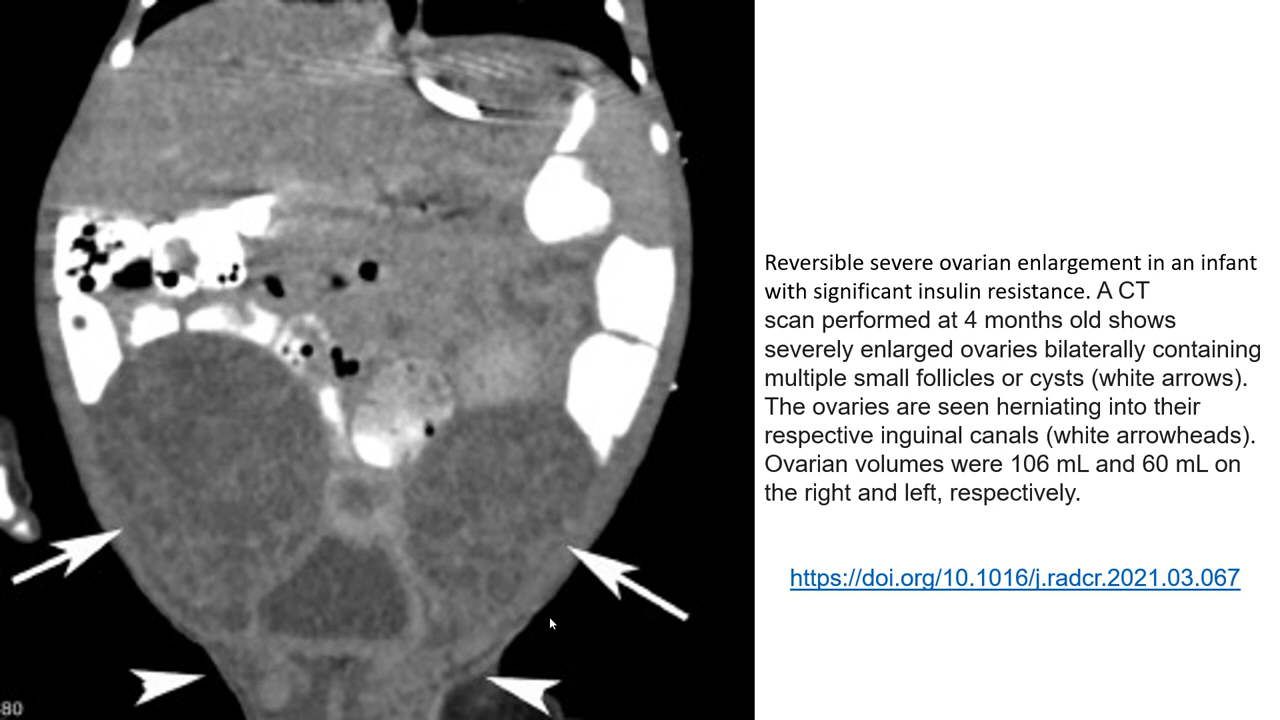 Reversible severe ovarian enlargement in an infant
with significant insulin resistance. A CT
scan performed at 4 months old shows
severely enlarged ovaries bilaterally containing
multiple small follicles or cysts (white arrows).
The ovaries are seen herniating into their
respective inguinal canals (white arrowheads).
Ovarian volumes were 106 mL and 60 mL on
the right and left, respectively.
https://doi.org/10.1016/j.radcr.2021.03.067
80